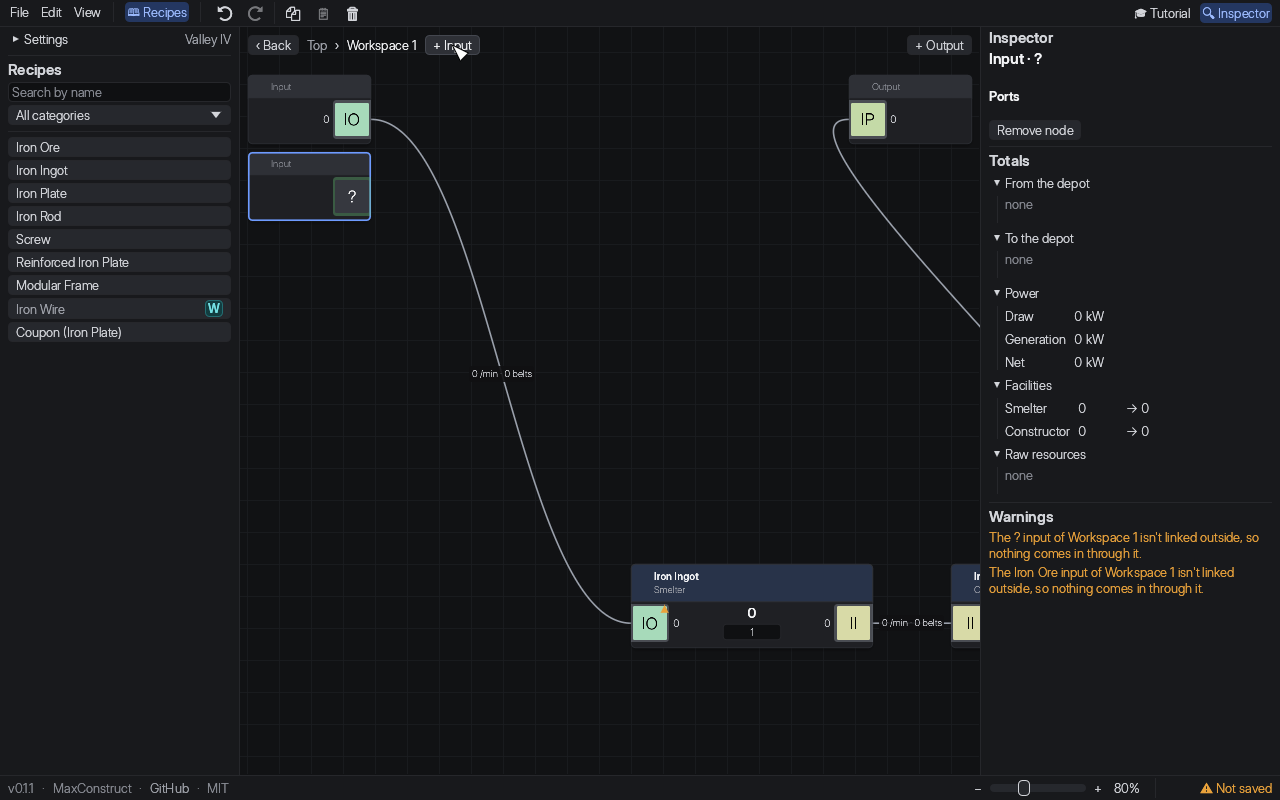 File Edit View Recipes Tutorial Inspector
Settings Valley IV
Recipes
Search by name
All categories
Iron Ore
Iron Ingot
Iron Plate
Iron Rod
Screw
Reinforced Iron Plate
Modular Frame
Iron Wire W
Coupon (Iron Plate)
‹ Back Top › Workspace 1 + Input + Output
Input
0 IO
Input
?
Output
IP 0
0 /min · 0 belts
Iron Ingot
Smelter
IO 0 0 0 II
1
0 /min · 0 belts
II
Inspector
Input · ?
Ports
Remove node
Totals
From the depot
none
To the depot
none
Power
Draw 0 kW
Generation 0 kW
Net 0 kW
Facilities
Smelter 0 → 0
Constructor 0 → 0
Raw resources
none
Warnings
The ? input of Workspace 1 isn't linked outside, so
nothing comes in through it.
The Iron Ore input of Workspace 1 isn't linked
outside, so nothing comes in through it.
v0.1.1 · MaxConstruct · GitHub · MIT
− + 80% Not saved